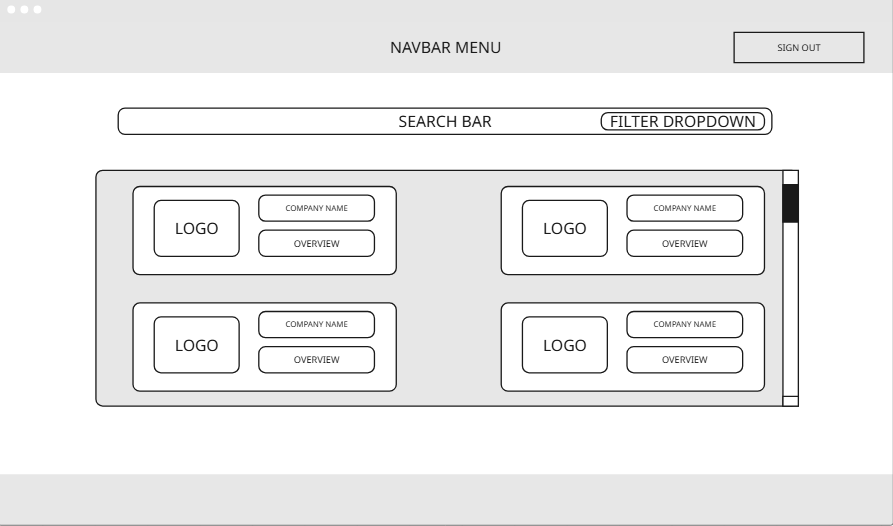 NAVBAR MENU
SIGN OUT
SEARCH BAR
FILTER DROPDOWN
LOGO
COMPANY NAME
OVERVIEW
LOGO
COMPANY NAME
OVERVIEW
LOGO
COMPANY NAME
OVERVIEW
LOGO
COMPANY NAME
OVERVIEW